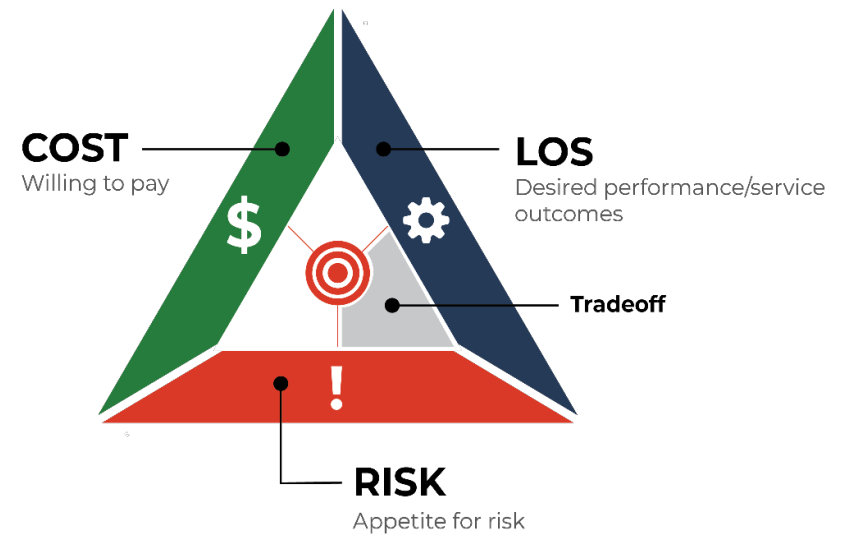 COST
Willing to pay
$
LOS
Desired performance/service
outcomes
Tradeoff
!
RISK
Appetite for risk